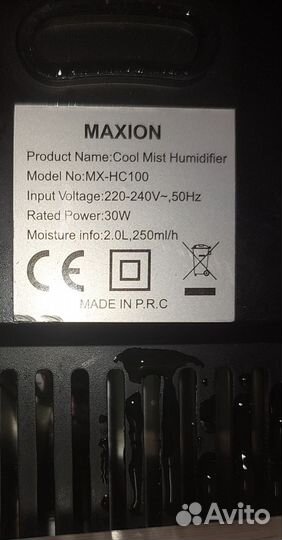 MAXION
Product Name:Cool Mist Humidifier
Model No:MX-HC100
Input Voltage:220-240V~,50Hz
Rated Power:30W
Moisture info:2.0L,250ml/h
CE
MADE IN P.R.C
Avito